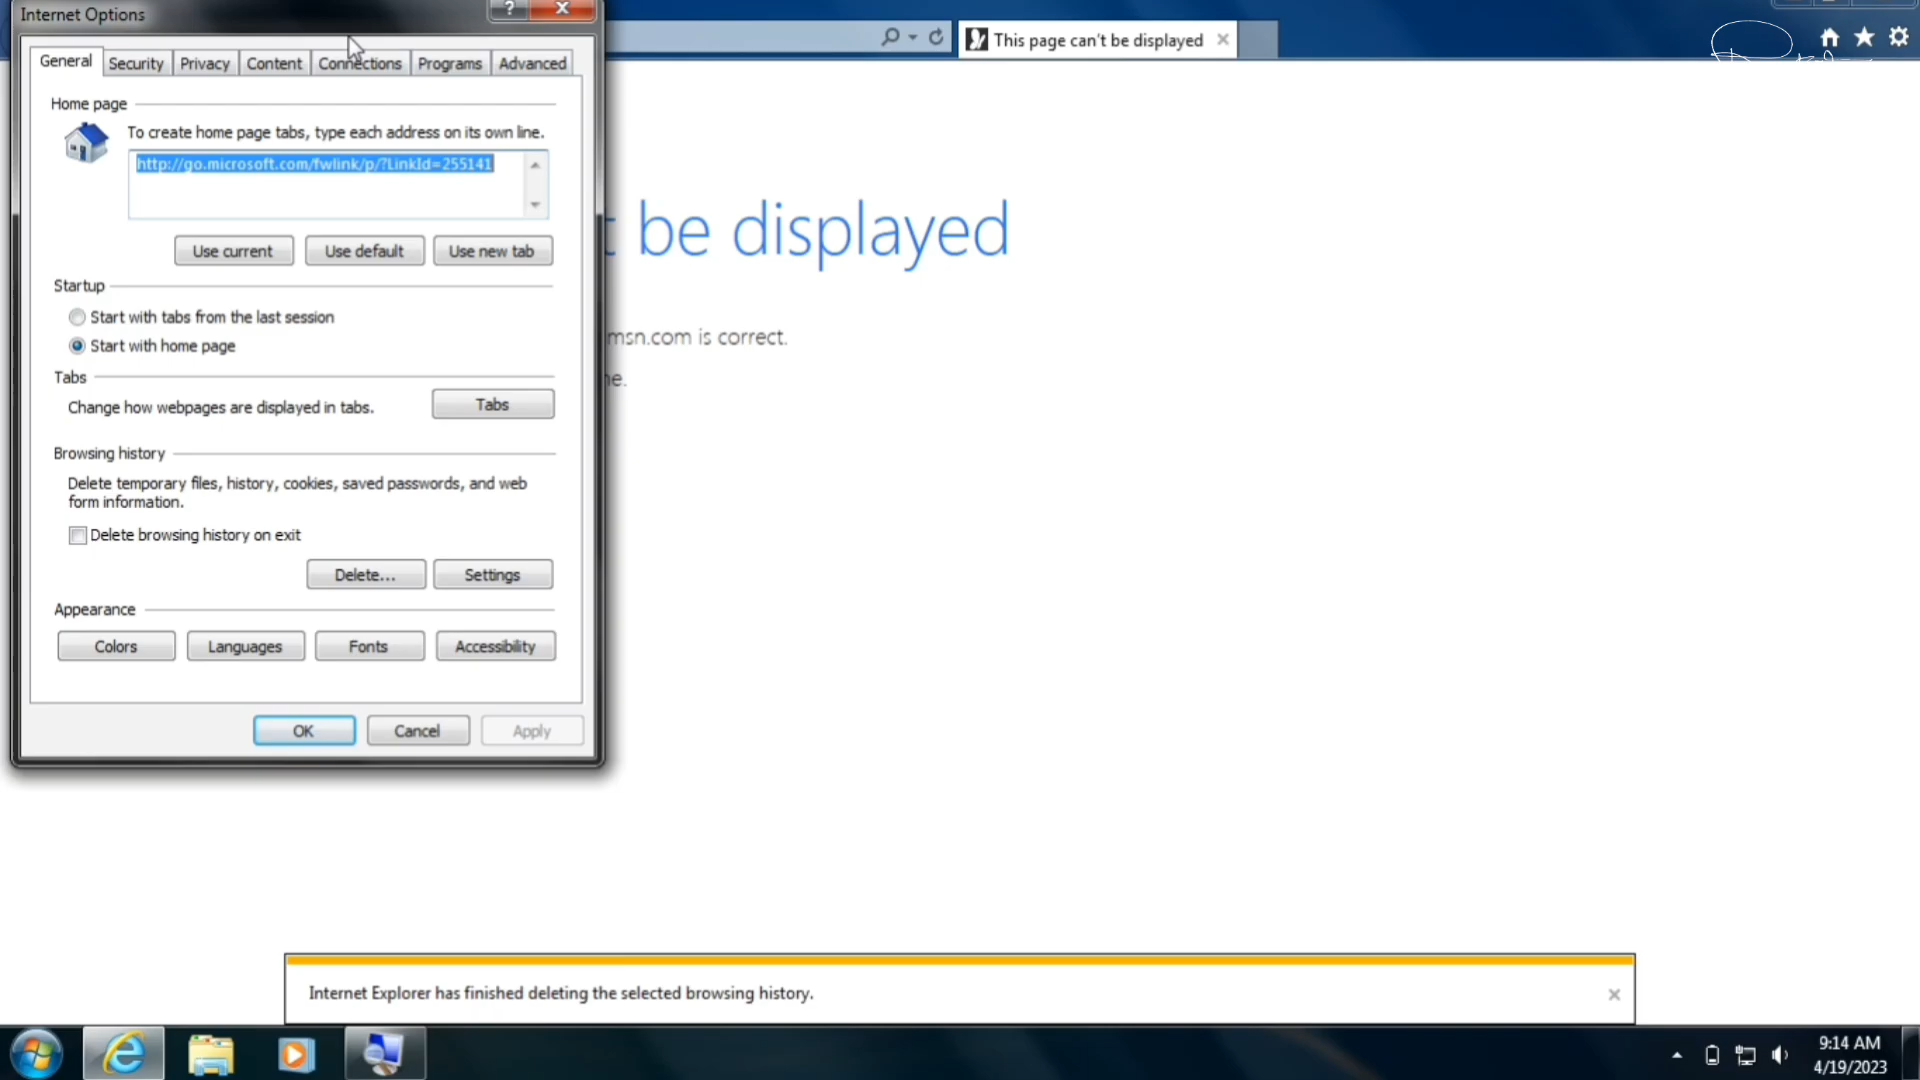 Internet Options
?
This page can't be displayed
General
Security
Privacy
Content
Connections
Programs
Advanced
Home page
To create home page tabs, type each address on its own line.
http://go.microsoft.com/fwlink/p/?LinkId=255141
Use current
Use default
Use new tab
t be displayed
Startup
Start with tabs from the last session
Start with home page
msn.com is correct.
Tabs
Change how webpages are displayed in tabs.
Tabs
Browsing history
Delete temporary files, history, cookies, saved passwords, and web
form information.
Delete browsing history on exit
Delete...
Settings
Appearance
Colors
Languages
Fonts
Accessibility
OK
Cancel
Apply
Internet Explorer has finished deleting the selected browsing history.
9:14 AM
4/19/2023